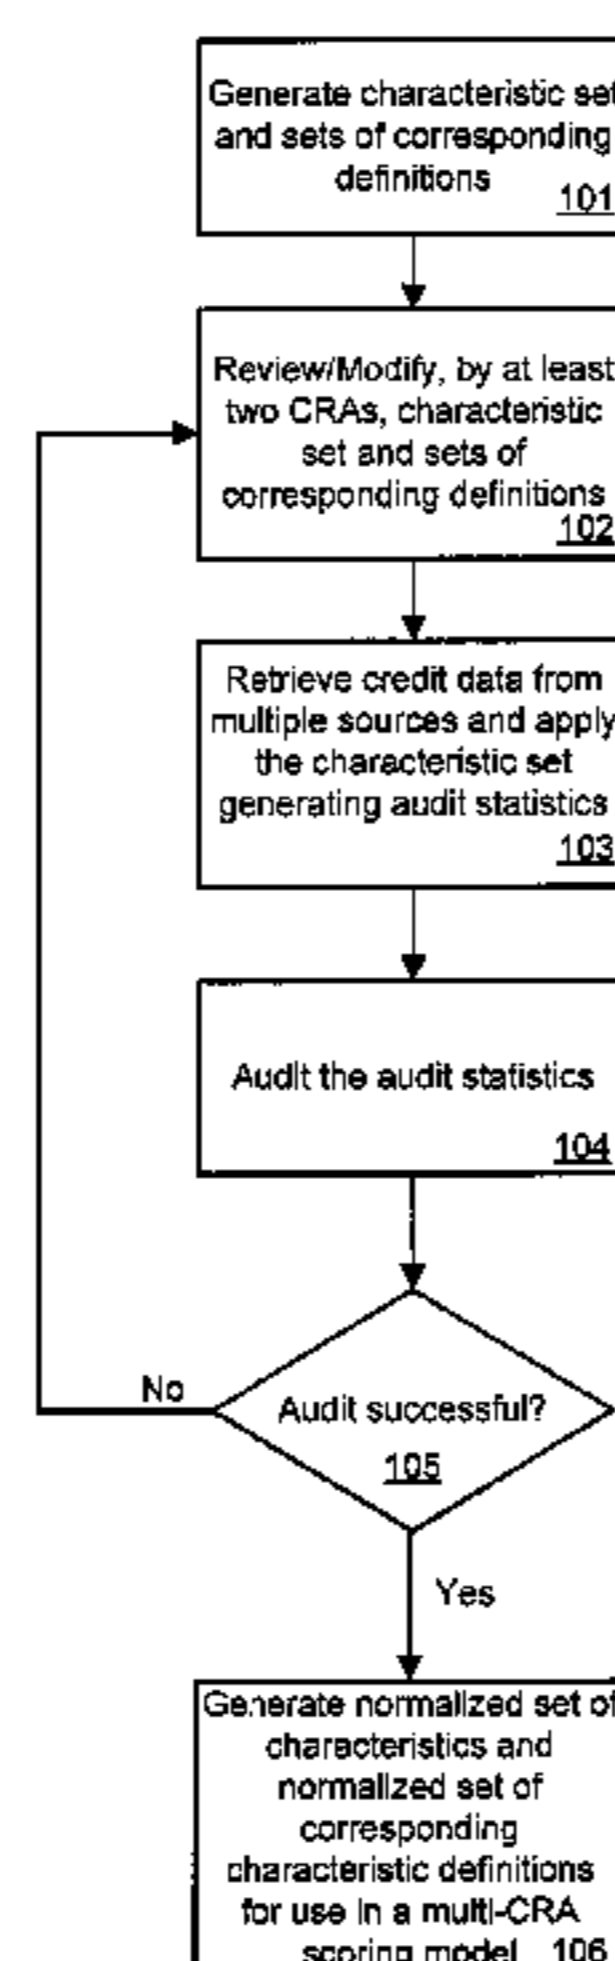 Generate characteristic set
and sets of corresponding
definitions
101
Review/Modify, by at least
two CRAs, characteristic
set and sets of
corresponding definitions
102
Retrieve credit data from
multiple sources and apply
the characteristic set
generating audit statistics
103
Audit the audit statistics
104
No
Audit successful?
105
Yes
Generate normalized set of
characteristics and
normalized set of
corresponding
characteristic definitions
for use in a multi-CRA
scoring model 106